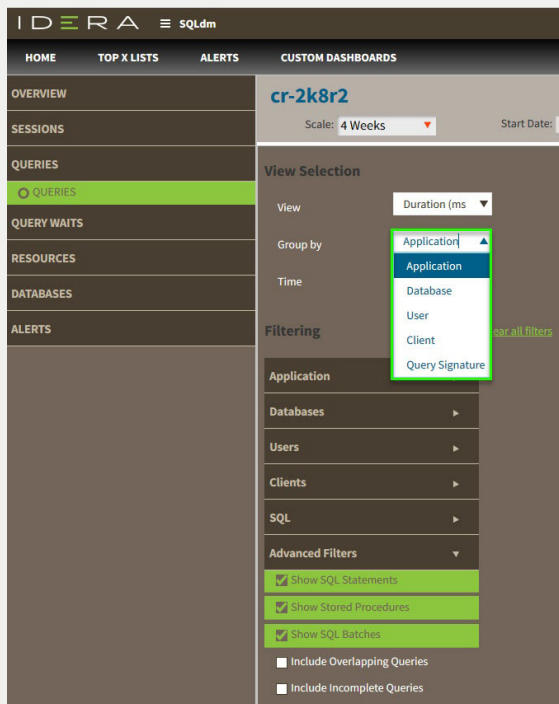 IDERA ≡ SQLdm
HOME TOP X LISTS ALERTS CUSTOM DASHBOARDS
OVERVIEW
SESSIONS
QUERIES
QUERIES
QUERY WAITS
RESOURCES
DATABASES
ALERTS
cr-2k8r2
Scale: 4 Weeks Start Date:
View Selection
View Duration (ms
Group by Application
Application
Database
User
Client
Query Signature
Time
Filtering ear all filters
Application
Databases
Users
Clients
SQL
Advanced Filters
Show SQL Statements
Show Stored Procedures
Show SQL Batches
Include Overlapping Queries
Include Incomplete Queries